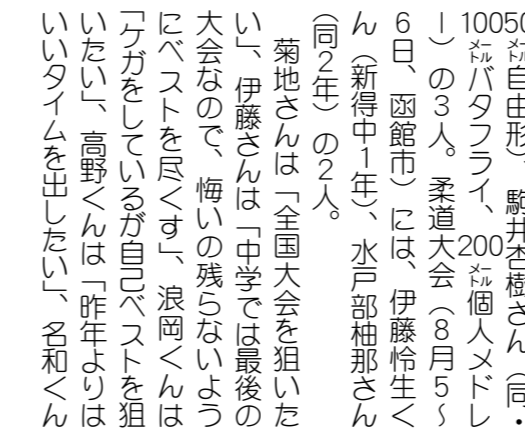 50㍍自由形)、駒井杏樹さん(同・
100㍍バタフライ、200㍍個人メドレ
ー)の3人。柔道大会(8月5〜
6日、函館市)には、伊藤怜生く
ん(新得中1年)、水戸部柚那さん
(同2年)の2人。
菊地さんは「全国大会を狙いた
い」、伊藤さんは「中学では最後の
大会なので、悔いの残らないよう
にベストを尽くす」、浪岡くんは
「ケガをしているが自己ベストを狙
いたい」、高野くんは「昨年よりは
いいタイムを出したい」、名和くん